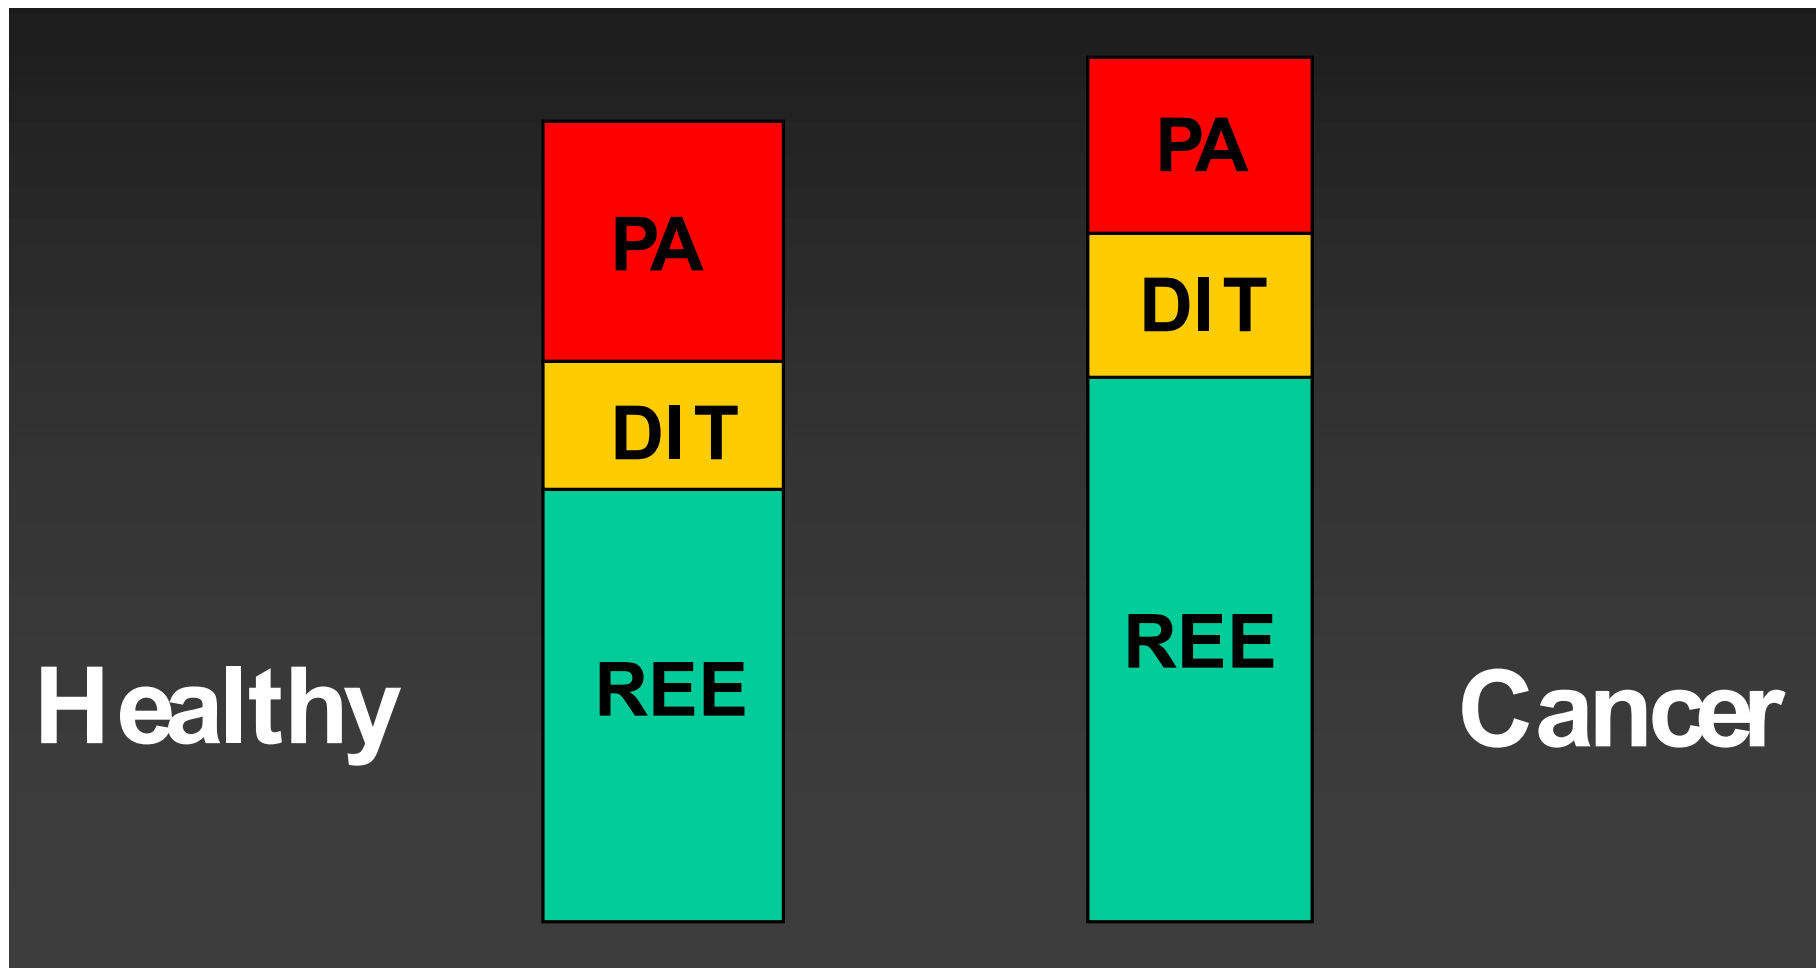 PA
DIT
REE
Healthy
PA
DIT
REE
Cancer